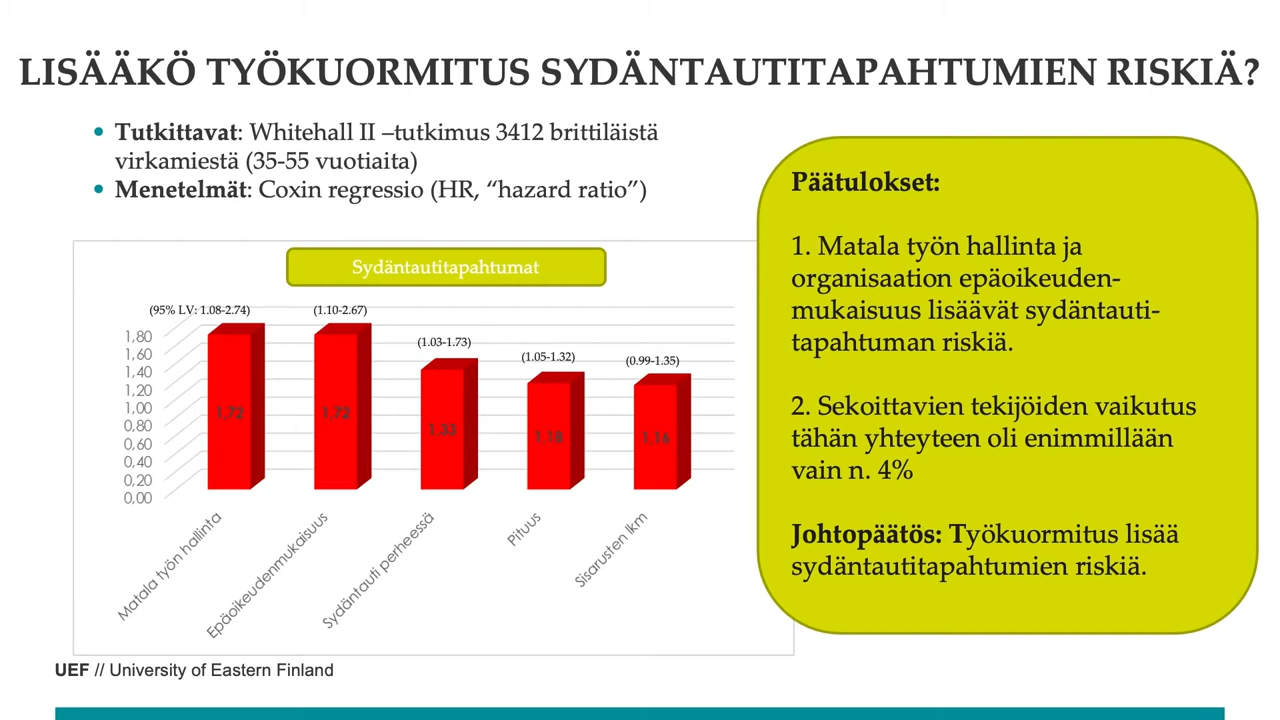 LISÄÄKÖ TYÖKUORMITUS SYDÄNTAUTITAPAHTUMIEN RISKIÄ?
• Tutkittavat: Whitehall II –tutkimus 3412 brittiläistä
virkamiestä (35-55 vuotiaita)
• Menetelmät: Coxin regressio (HR, “hazard ratio”)
Sydäntautitapahtumat
(95% LV: 1.08-2.74)
(1.10-2.67)
(1.03-1.73)
(1.05-1.32)
(0.99-1.35)
1,80
1,60
1,40
1,20
1,00
0,80
0,60
0,40
0,20
0,00
1,72
1,72
1,33
1,18
1,16
Matala työn hallinta
Epäoikeudenmukaisuus
Sydäntauti perheessä
Pituus
Sisarusten lkm
Päätulokset:
1. Matala työn hallinta ja
organisaation epäoikeuden-
mukaisuus lisäävät sydäntauti-
tapahtuman riskiä.
2. Sekoittavien tekijöiden vaikutus
tähän yhteyteen oli enimmillään
vain n. 4%
Johtopäätös: Työkuormitus lisää
sydäntautitapahtumien riskiä.
UEF // University of Eastern Finland